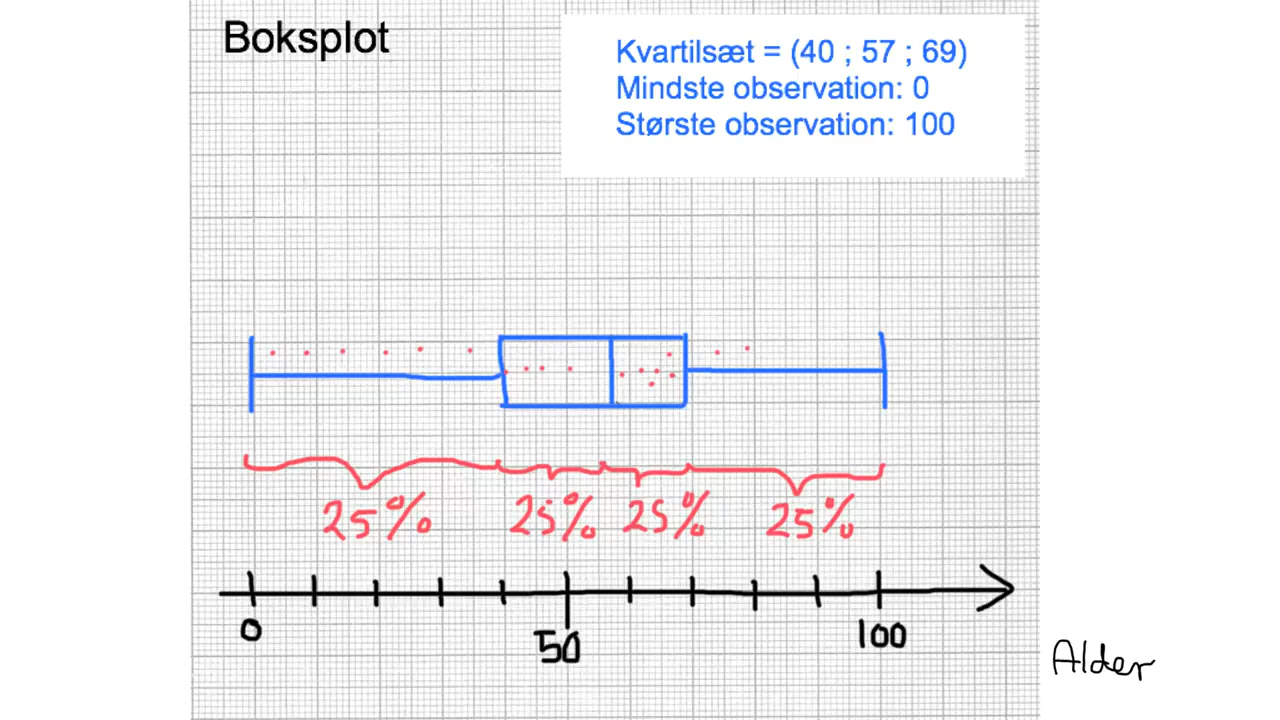 Boksplot
Kvartilsæt = (40 ; 57 ; 69)
Mindste observation: 0
Største observation: 100
25% 25% 25% 25%
0 50 100
Alder